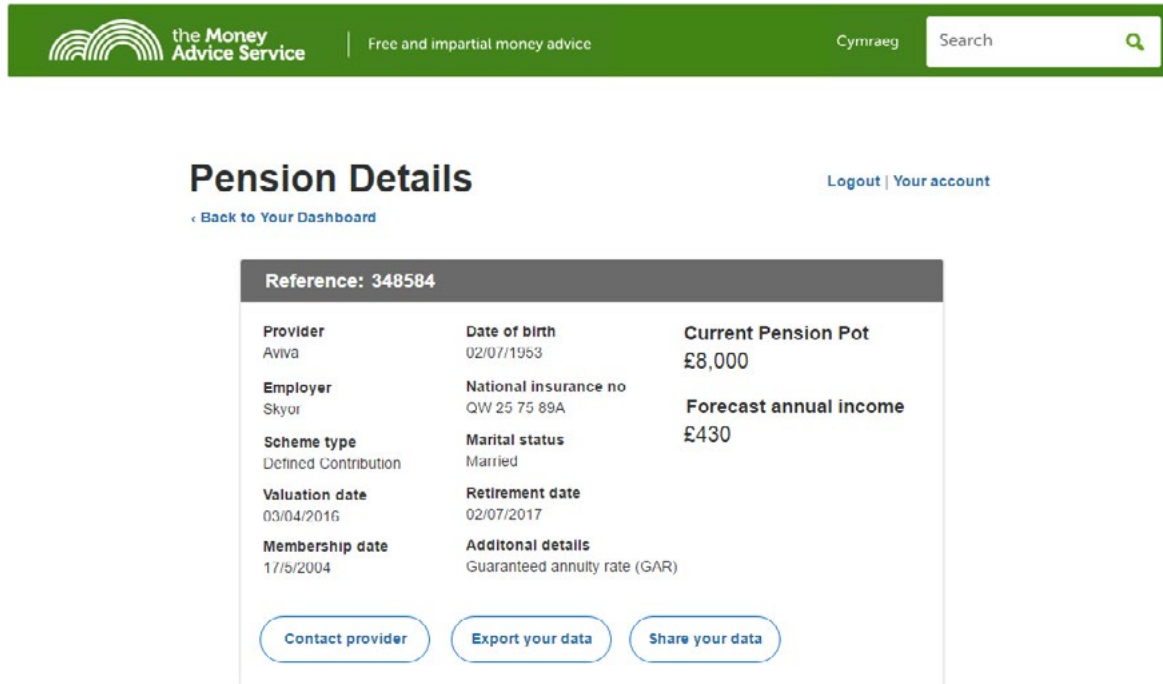 the Money
Advice Service
Free and impartial money advice
Cymraeg
Search
Pension Details
Logout | Your account
‹ Back to Your Dashboard
Reference: 348584
Provider
Aviva
Date of birth
02/07/1953
Current Pension Pot
£8,000
Employer
Skyor
National insurance no
QW 25 75 89A
Forecast annual income
£430
Scheme type
Defined Contribution
Marital status
Married
Valuation date
03/04/2016
Retirement date
02/07/2017
Membership date
17/5/2004
Additonal details
Guaranteed annuity rate (GAR)
Contact provider
Export your data
Share your data